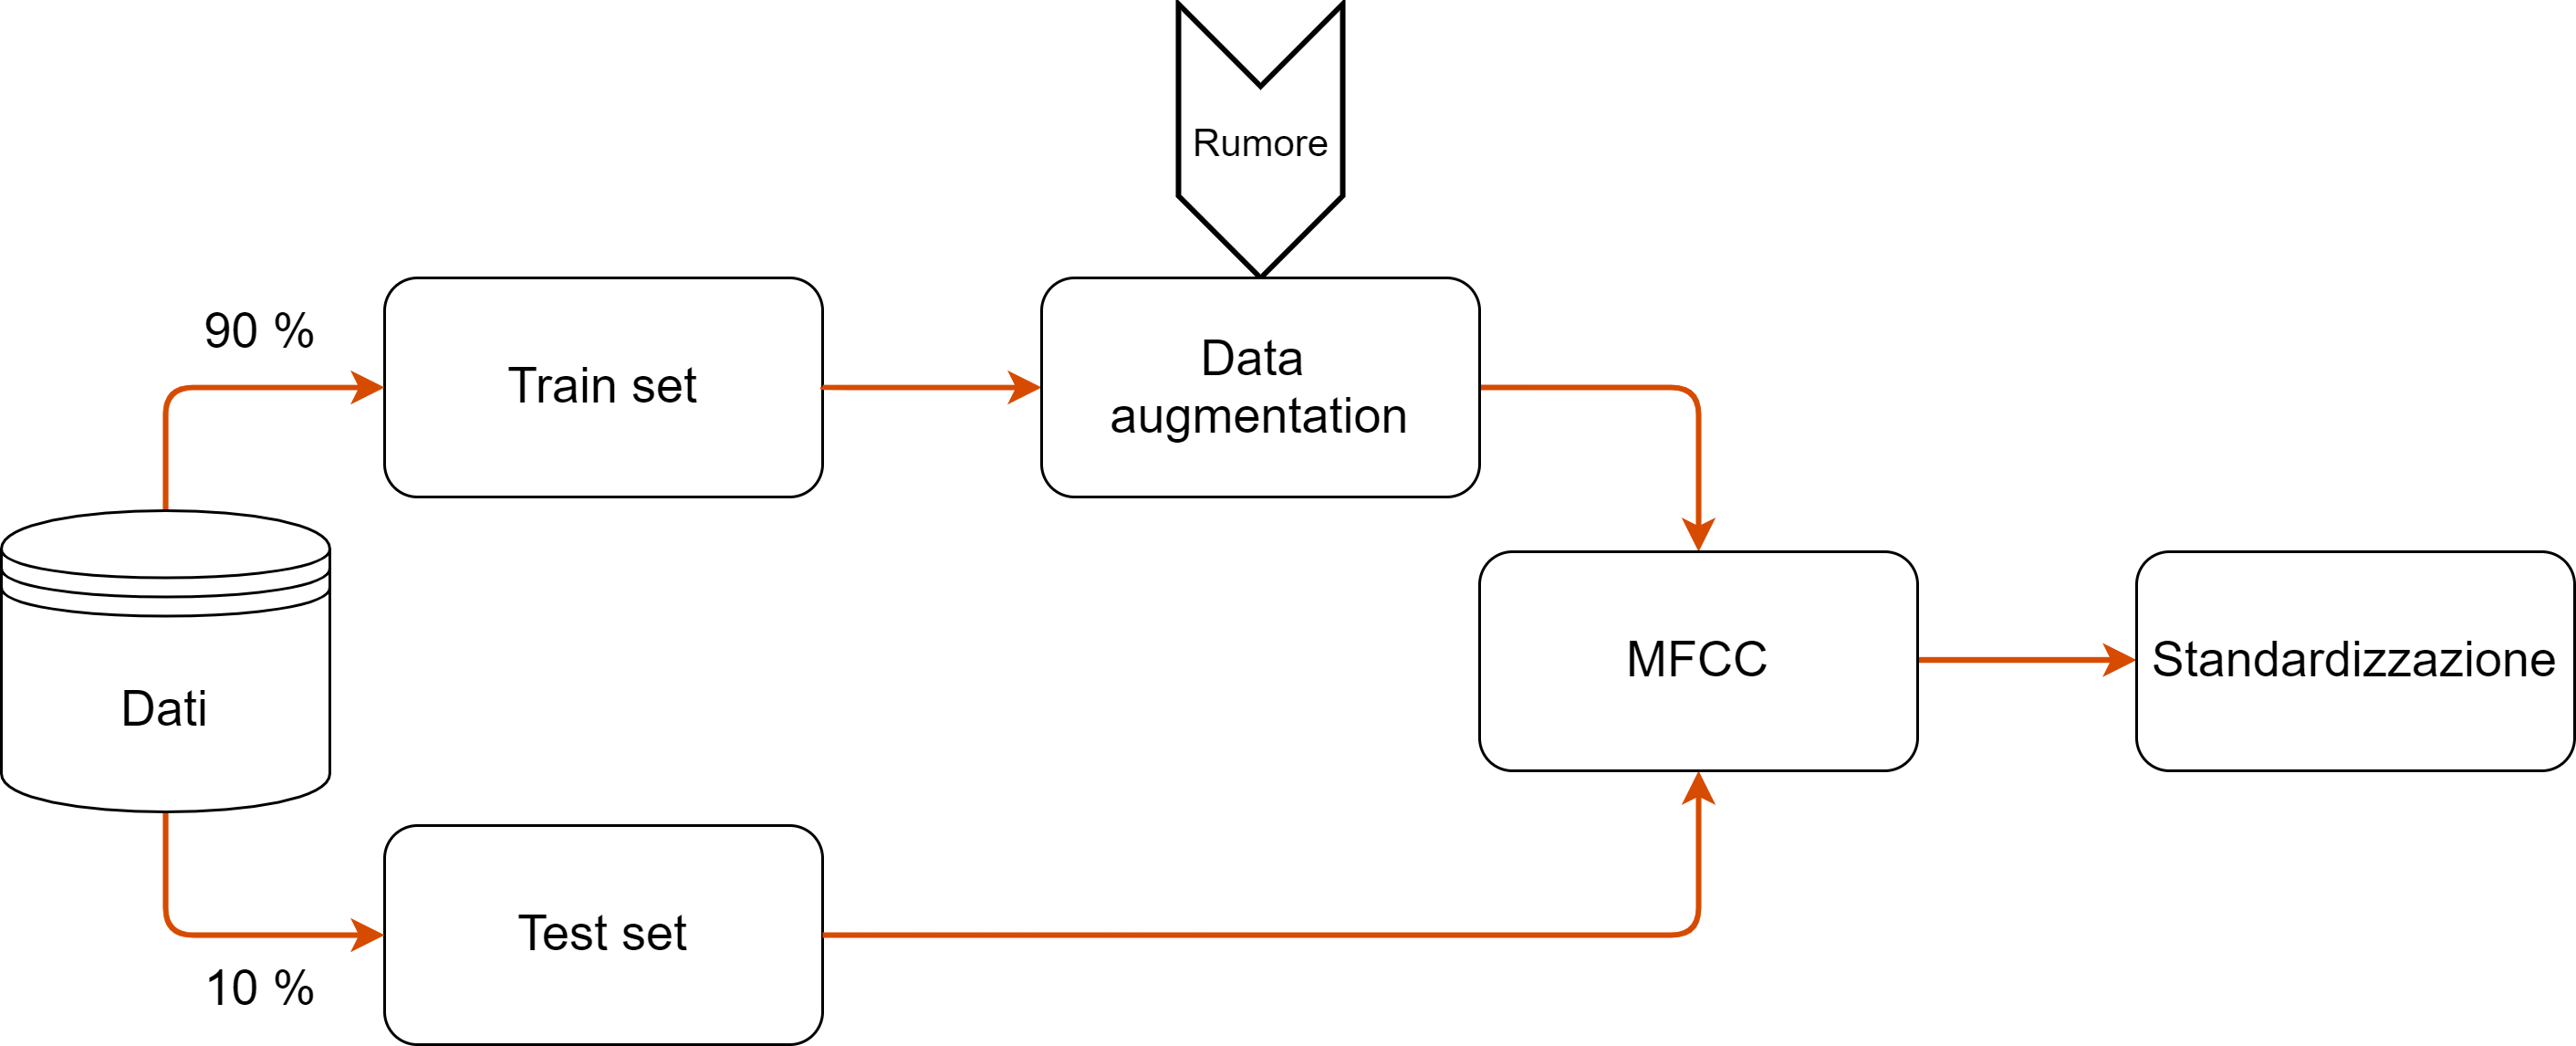 Rumore
90 %
Train set
Data
augmentation
MFCC
Standardizzazione
Dati
Test set
10 %